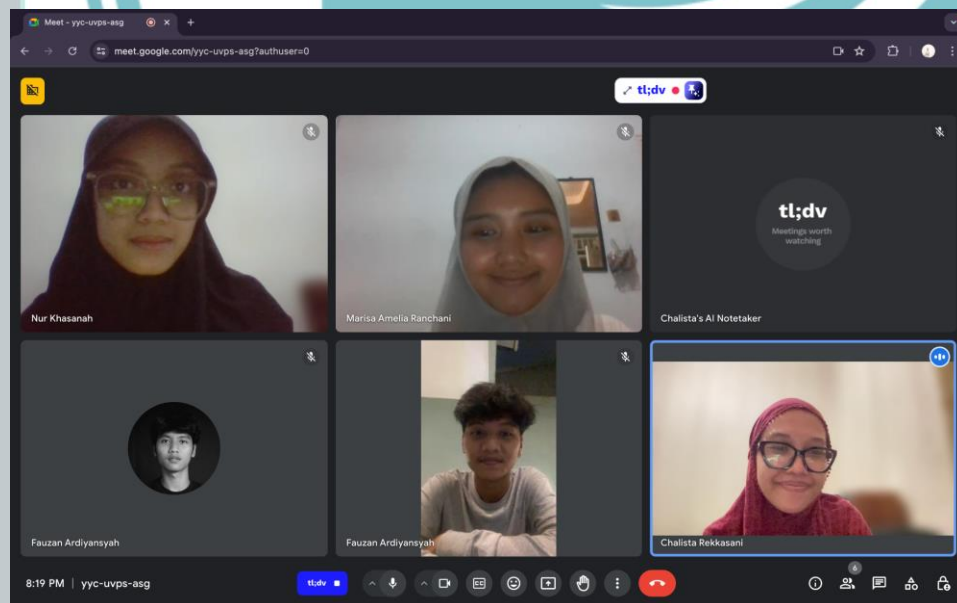 Meet - yyc-uvps-asg
meet.google.com/yyc-uvps-asg?authuser=0
tl;dv
Nur Khasanah
Marisa Amelia Ranchani
tl;dv
Meetings worth
watching
Chalista's AI Notetaker
Fauzan Ardiyansyah
Fauzan Ardiyansyah
Chalista Rekkasani
8:19 PM | yyc-uvps-asg
tl;dv
CC
6